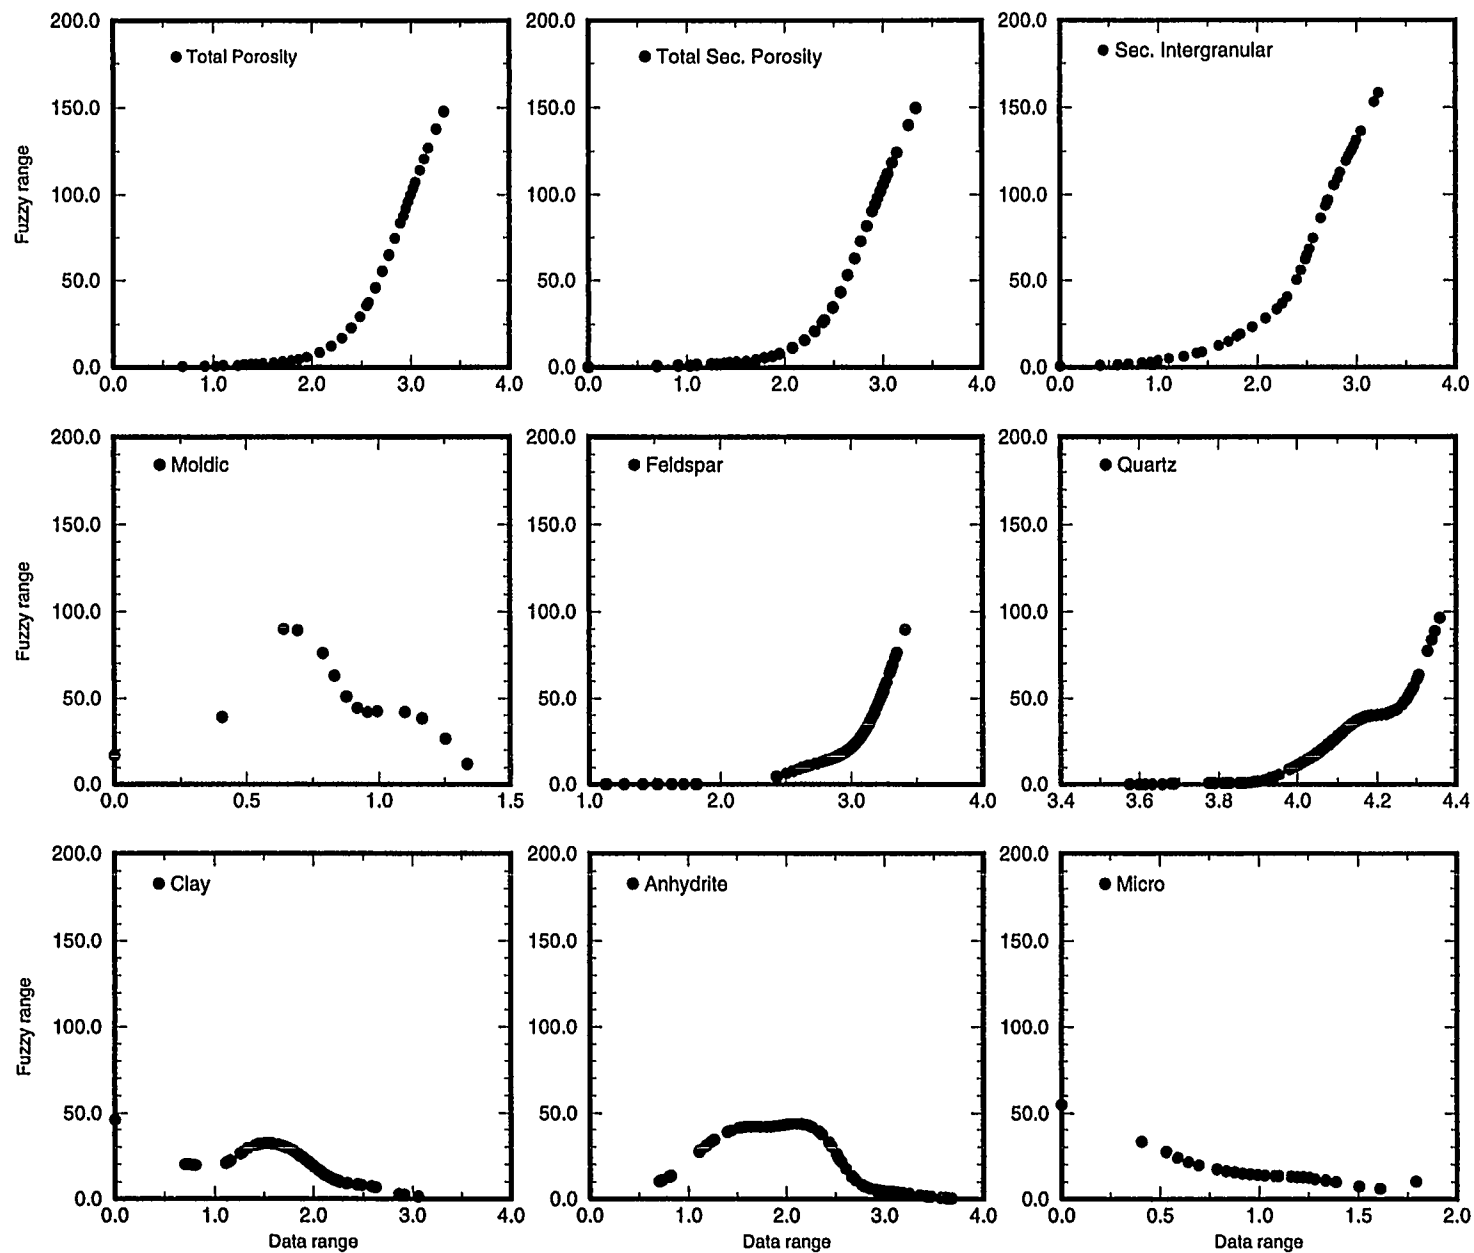 200.0 200.0 200.0
Total Porosity Total Sec. Porosity Sec. Intergranular
150.0 150.0 150.0
Fuzzy range
100.0 100.0 100.0
50.0 50.0 50.0
0.0 0.0 0.0
0.0 1.0 2.0 3.0 4.0 0.0 1.0 2.0 3.0 4.0 0.0 1.0 2.0 3.0 4.0
200.0 200.0 200.0
Moldic Feldspar Quartz
150.0 150.0 150.0
Fuzzy range
100.0 100.0 100.0
50.0 50.0 50.0
0.0 0.0 0.0
0.0 0.5 1.0 1.5 1.0 2.0 3.0 4.0 3.4 3.6 3.8 4.0 4.2 4.4
200.0 200.0 200.0
Clay Anhydrite Micro
150.0 150.0 150.0
Fuzzy range
100.0 100.0 100.0
50.0 50.0 50.0
0.0 0.0 0.0
0.0 1.0 2.0 3.0 4.0 0.0 1.0 2.0 3.0 4.0 0.0 0.5 1.0 1.5 2.0
Data range Data range Data range